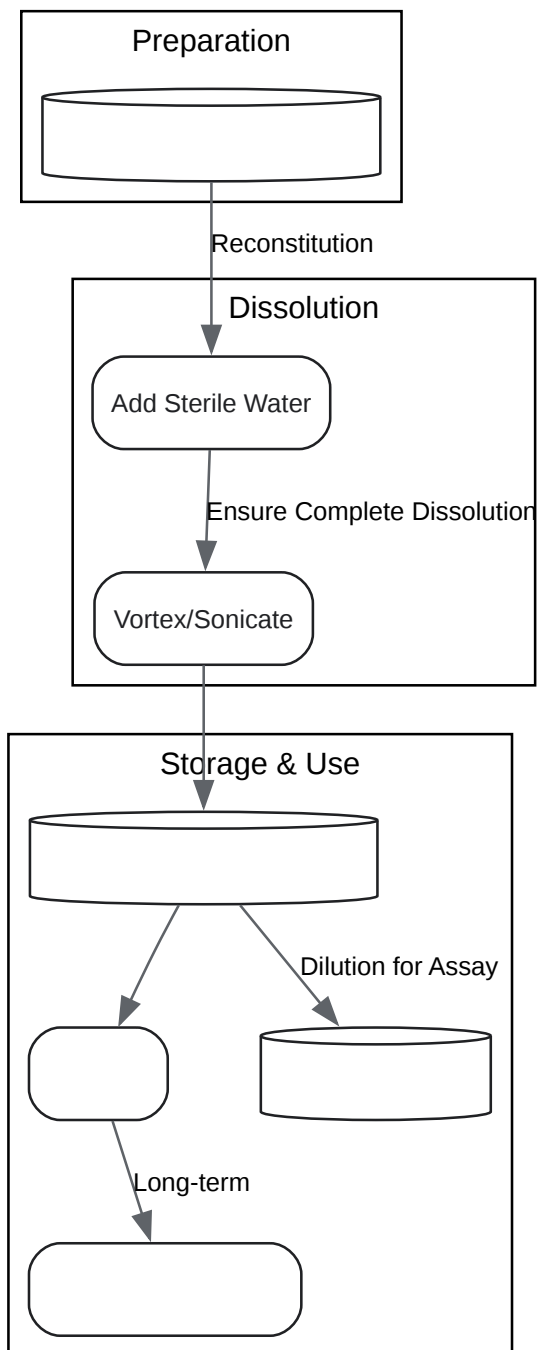 Preparation
Reconstitution
Dissolution
Add Sterile Water
Ensure Complete Dissolution
Vortex/Sonicate
Storage & Use
Dilution for Assay
Long-term